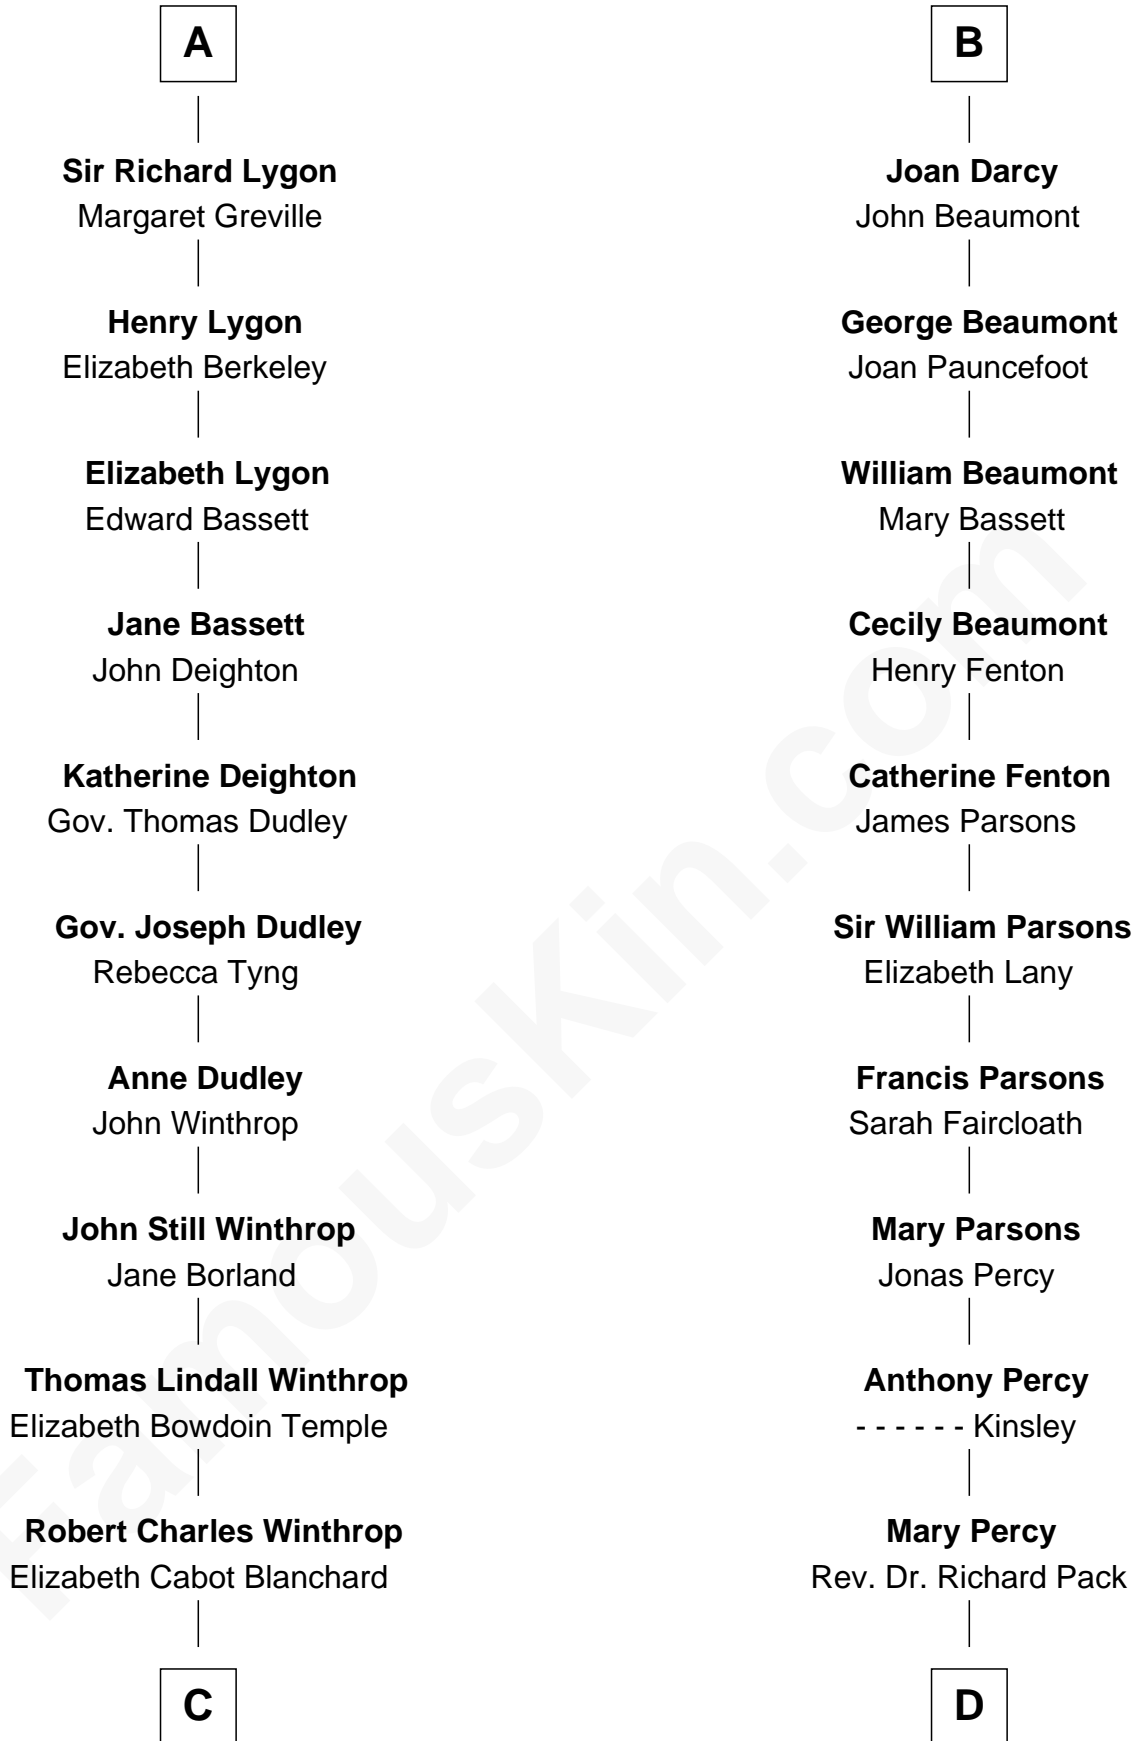 A
Sir Richard Lygon
Margaret Greville
Henry Lygon
Elizabeth Berkeley
Elizabeth Lygon
Edward Bassett
Jane Bassett
John Deighton
Katherine Deighton
Gov. Thomas Dudley
Gov. Joseph Dudley
Rebecca Tyng
Anne Dudley
John Winthrop
John Still Winthrop
Jane Borland
Thomas Lindall Winthrop
Elizabeth Bowdoin Temple
Robert Charles Winthrop
Elizabeth Cabot Blanchard
C
B
Joan Darcy
John Beaumont
George Beaumont
Joan Pauncefoot
William Beaumont
Mary Bassett
Cecily Beaumont
Henry Fenton
Catherine Fenton
James Parsons
Sir William Parsons
Elizabeth Lany
Francis Parsons
Sarah Faircloath
Mary Parsons
Jonas Percy
Anthony Percy
- - - - - - Kinsley
Mary Percy
Rev. Dr. Richard Pack
D
FamousKin.com